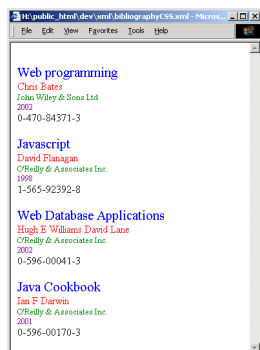 H:\public_html\dev\xml\bibliographyCSS.xml - Micros...
File Edit View Favorites Tools Help
Web programming
Chris Bates
John Wiley & Sons Ltd
2002
0-470-84371-3
Javascript
David Flanagan
O'Reilly & Associates Inc.
1998
1-565-92392-8
Web Database Applications
Hugh E Williams David Lane
O'Reilly & Associates Inc.
2002
0-596-00041-3
Java Cookbook
Ian F Darwin
O'Reilly & Associates Inc.
2001
0-596-00170-3